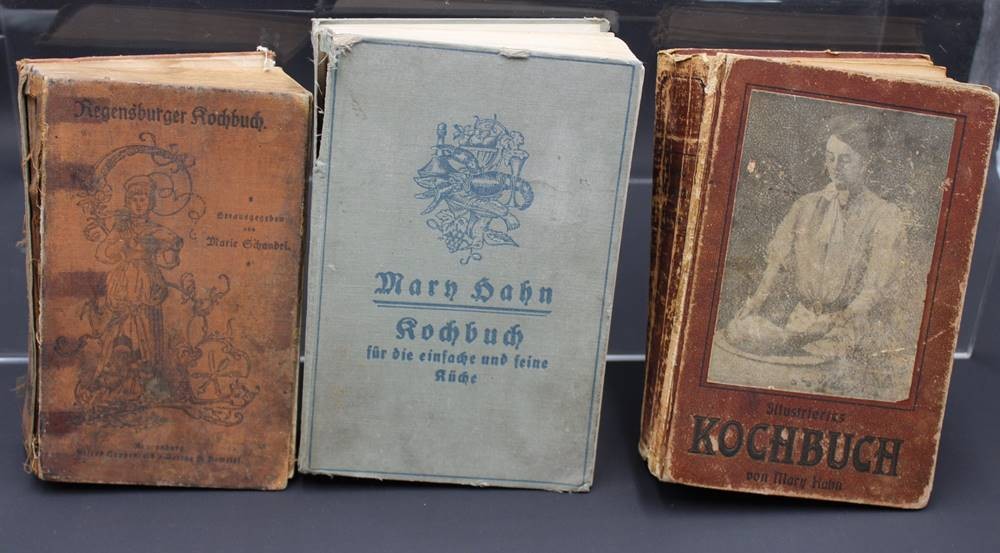 Regensburger Kochbuch.
Herausgegeben
von
Marie Schandri.
Regensburg
Mary Hahn
Kochbuch
für die einfache und feine
Küche
Illustriertes
KOCHBUCH
von Mary Hahn